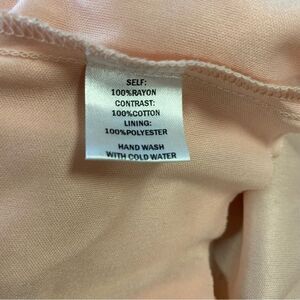 SELF:
100%RAYON
CONTRAST:
100%COTTON
LINING:
100%POLYESTER
HAND WASH
WITH COLD WATER